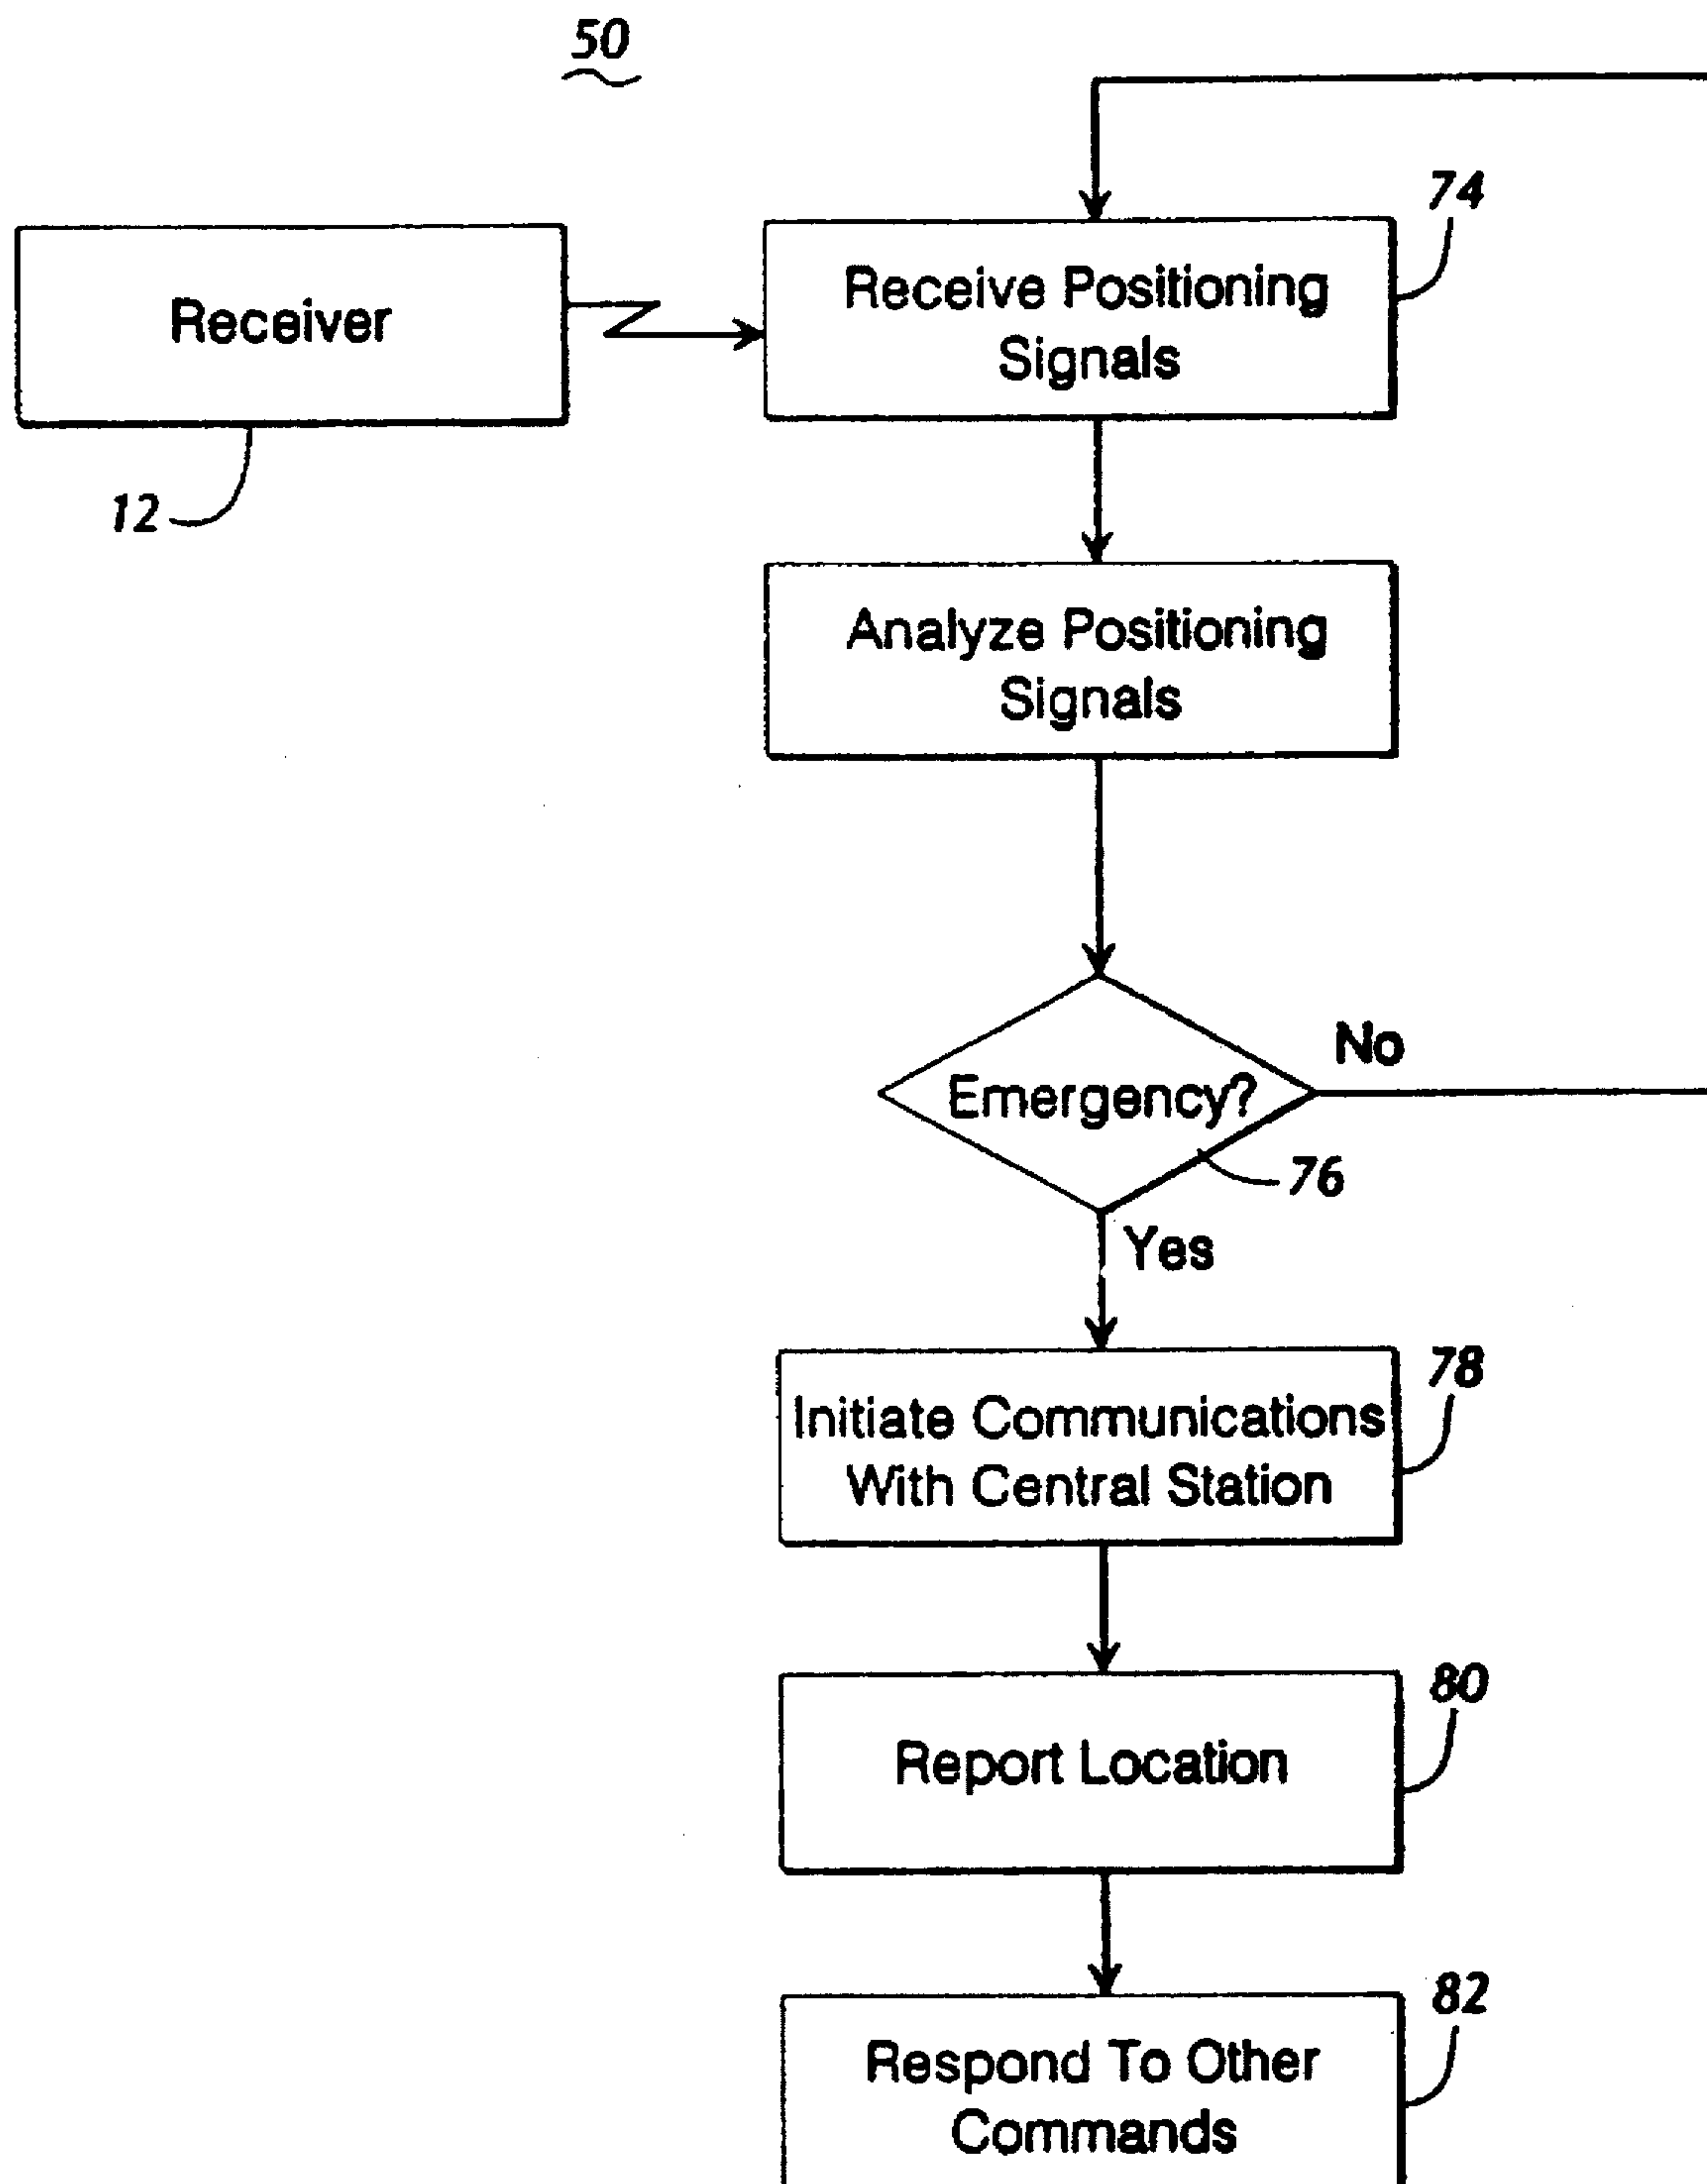 50
74
Receiver
Receive Positioning
Signals
12
Analyze Positioning
Signals
No
Emergency?
76
Yes
78
Initiate Communications
With Central Station
80
Report Location
82
Respond To Other
Commands